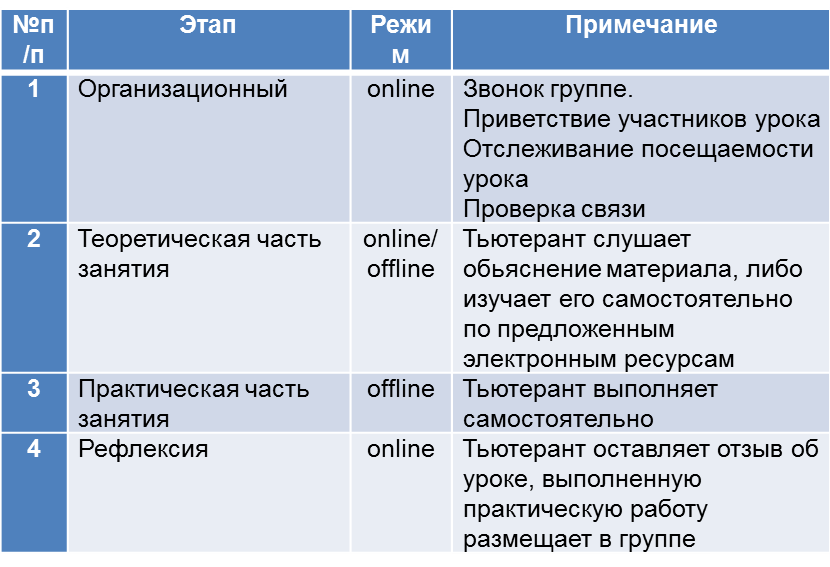 №п/п Этап Режим Примечание
1 Организационный online Звонок группе.
Приветствие участников урока
Отслеживание посещаемости
урока
Проверка связи
2 Теоретическая часть online/ Тьютерант слушает
занятия offline обьяснение материала, либо
изучает его самостоятельно
по предложенным
электронным ресурсам
3 Практическая часть offline Тьютерант выполняет
занятия самостоятельно
4 Рефлексия online Тьютерант оставляет отзыв об
уроке, выполненную
практическую работу
размещает в группе